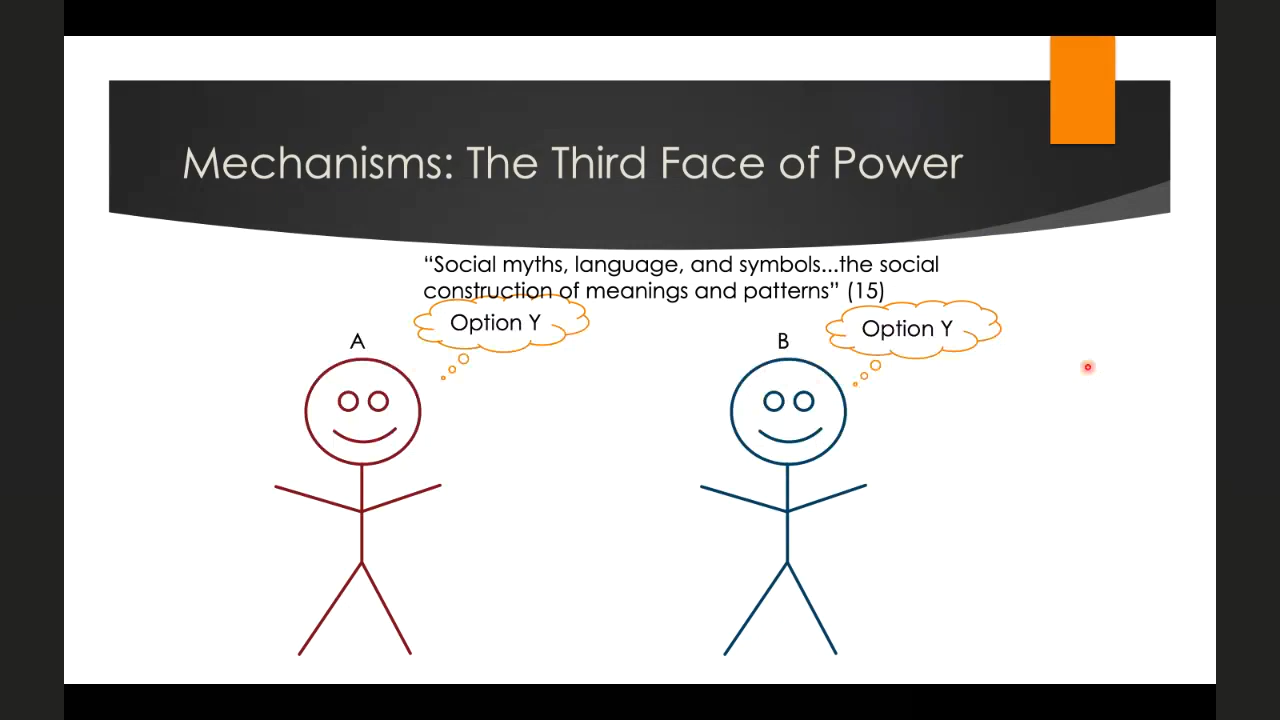 Mechanisms: The Third Face of Power
“Social myths, language, and symbols...the social
construction of meanings and patterns” (15)
Option Y
Option Y
A
B